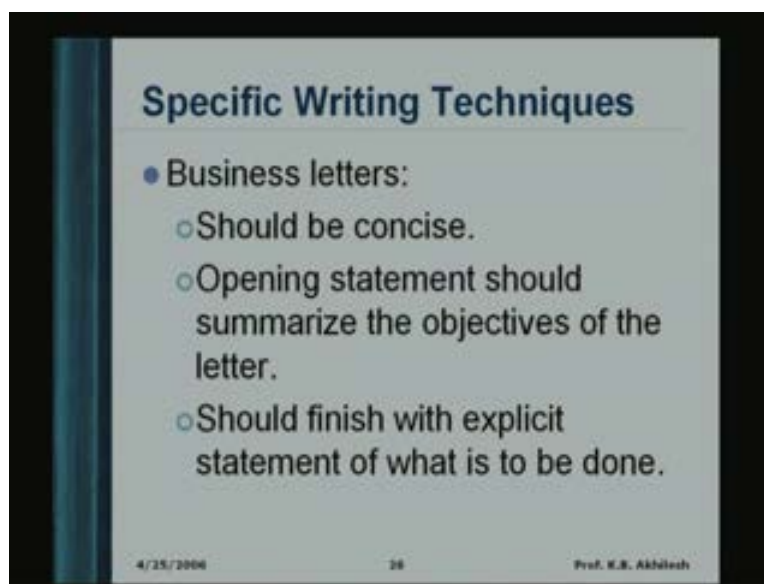 Specific Writing Techniques
Business letters:
Should be concise.
Opening statement should
summarize the objectives of the
letter.
Should finish with explicit
statement of what is to be done.
4/25/2006
26
Prof. K.B. Akhilesh